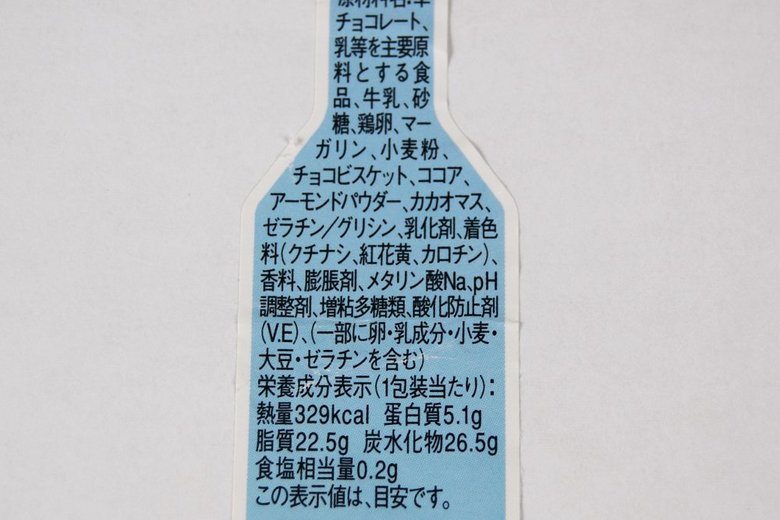 原材料名:準
チョコレート、
乳等を主要原
料とする食
品、牛乳、砂
糖、鶏卵、マー
ガリン、小麦粉、
チョコビスケット、ココア、
アーモンドパウダー、カカオマス、
ゼラチン/グリシン、乳化剤、着色
料(クチナシ、紅花黄、カロチン)、
香料、膨脹剤、メタリン酸Na、pH
調整剤、増粘多糖類、酸化防止剤
(V.E)、(一部に卵・乳成分・小麦・
大豆・ゼラチンを含む)
栄養成分表示(1包装当たり):
熱量329kcal 蛋白質5.1g
脂質22.5g 炭水化物26.5g
食塩相当量0.2g
この表示値は、目安です。